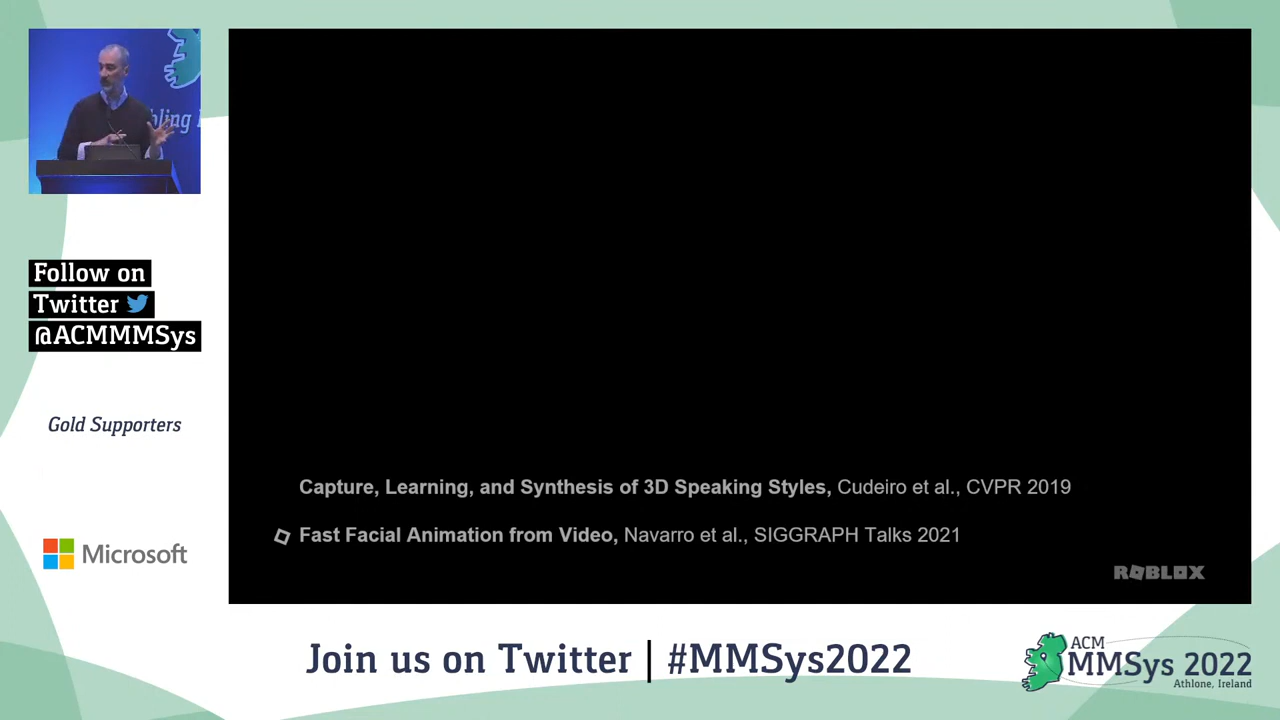 bling
Follow on
Twitter
@ACMMMSys
Gold Supporters
Microsoft
Capture, Learning, and Synthesis of 3D Speaking Styles, Cudeiro et al., CVPR 2019
Fast Facial Animation from Video, Navarro et al., SIGGRAPH Talks 2021
ROBLOX
Join us on Twitter | #MMSys2022
ACM
MMSys 2022
Athlone, Ireland